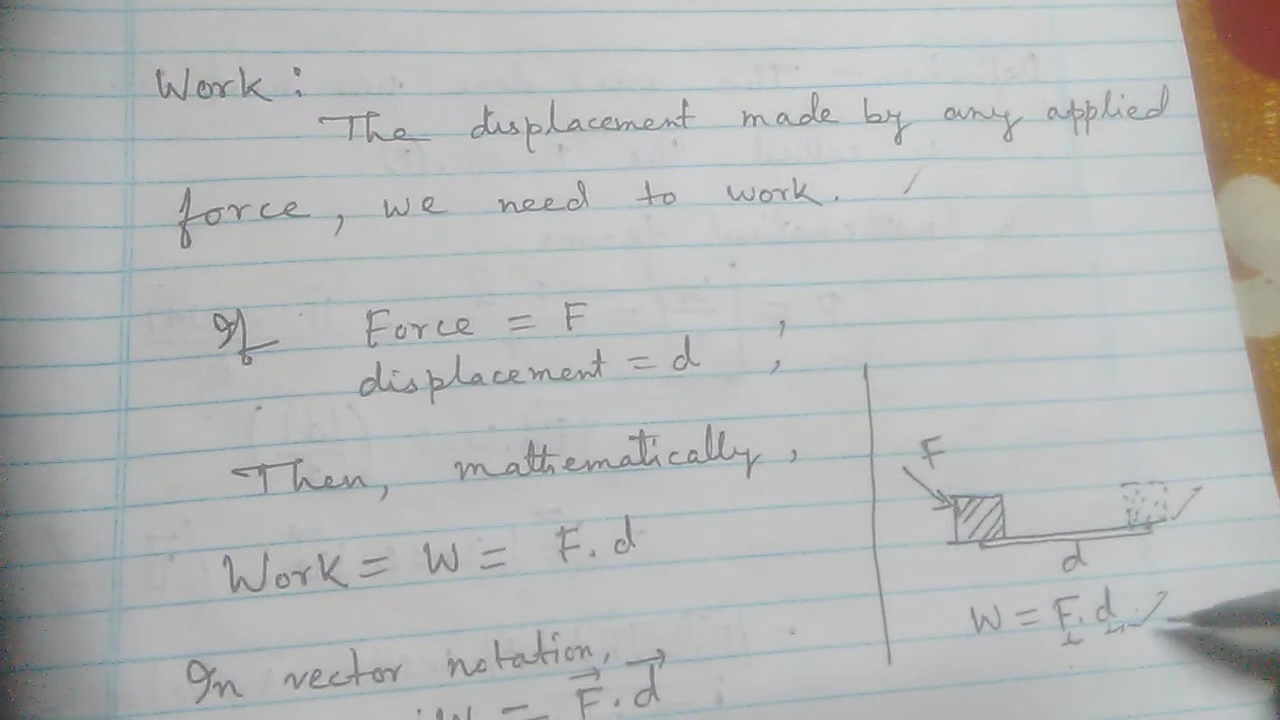 Work :
The displacement made by any applied
force, we need to work.
If Force = F ,
displacement = d ,
Then, mathematically,
Work = W = F. d
In vector notation,
W = F⃗ . d⃗
F
d
W = F. d